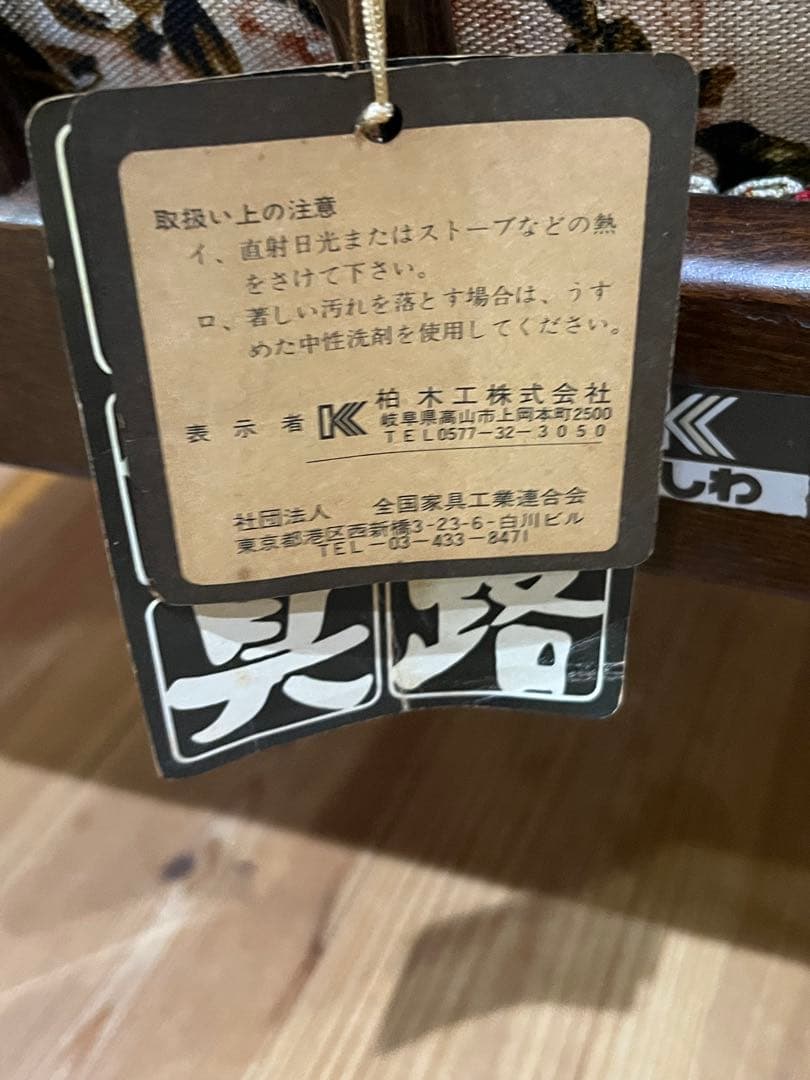 取扱い上の注意
イ、直射日光またはストーブなどの熱
をさけて下さい。
ロ、著しい汚れを落とす場合は、うす
めた中性洗剤を使用してください。
表示者 K 柏木工株式会社
岐阜県高山市上岡本町2500
TEL0577-32-3050
社団法人 全国家具工業連合会
東京都港区西新橋3-23-6-白川ビル
TEL-03-433-8471
しわ
具 路